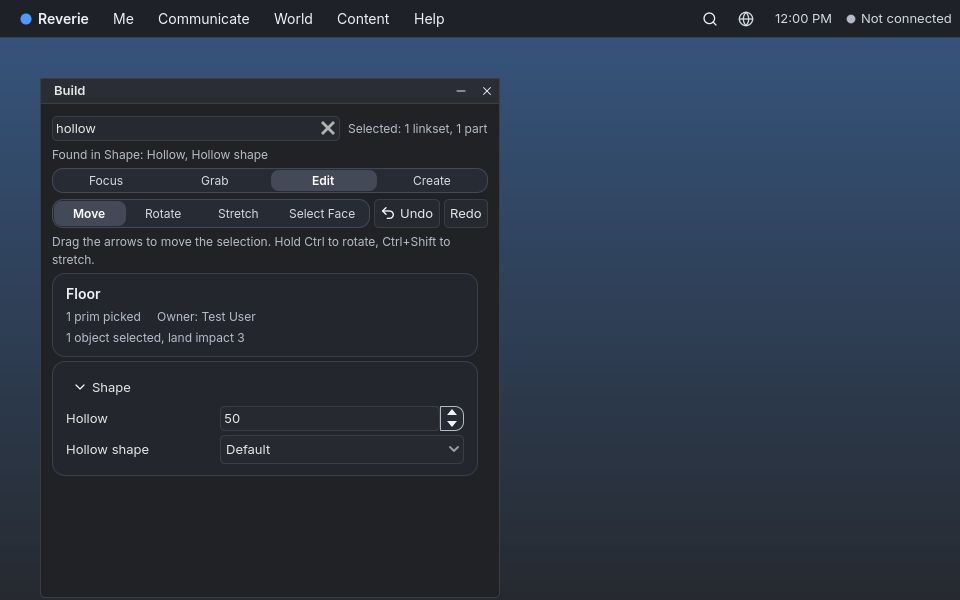 Reverie Me Communicate World Content Help 12:00 PM Not connected
Build
hollow Selected: 1 linkset, 1 part
Found in Shape: Hollow, Hollow shape
Focus Grab Edit Create
Move Rotate Stretch Select Face Undo Redo
Drag the arrows to move the selection. Hold Ctrl to rotate, Ctrl+Shift to
stretch.
Floor
1 prim picked Owner: Test User
1 object selected, land impact 3
Shape
Hollow 50
Hollow shape Default